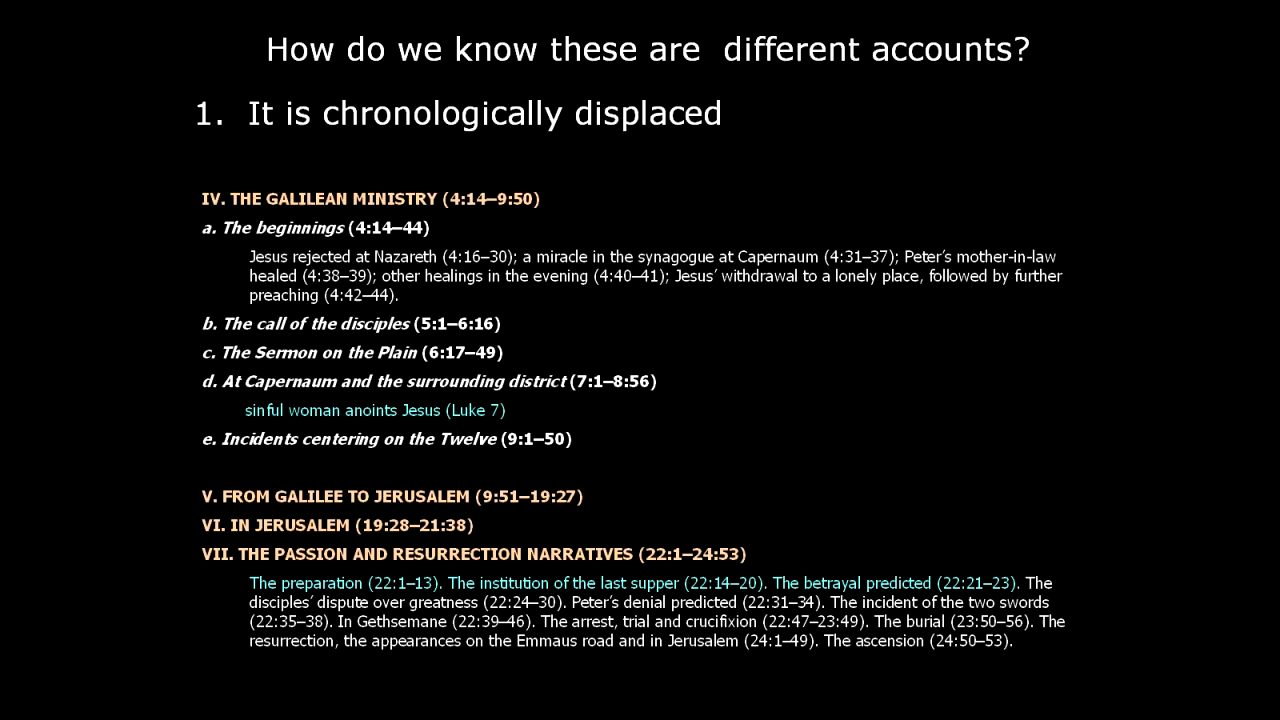 How do we know these are  different accounts?
1.  It is chronologically displaced
IV. THE GALILEAN MINISTRY (4:14–9:50)
a. The beginnings (4:14–44)
Jesus rejected at Nazareth (4:16–30); a miracle in the synagogue at Capernaum (4:31–37); Peter’s mother-in-law
healed (4:38–39); other healings in the evening (4:40–41); Jesus’ withdrawal to a lonely place, followed by further
preaching (4:42–44).
b. The call of the disciples (5:1–6:16)
c. The Sermon on the Plain (6:17–49)
d. At Capernaum and the surrounding district (7:1–8:56)
sinful woman anoints Jesus (Luke 7)
e. Incidents centering on the Twelve (9:1–50)
V. FROM GALILEE TO JERUSALEM (9:51–19:27)
VI. IN JERUSALEM (19:28–21:38)
VII. THE PASSION AND RESURRECTION NARRATIVES (22:1–24:53)
The preparation (22:1–13). The institution of the last supper (22:14–20). The betrayal predicted (22:21–23). The
disciples’ dispute over greatness (22:24–30). Peter’s denial predicted (22:31–34). The incident of the two swords
(22:35–38). In Gethsemane (22:39–46). The arrest, trial and crucifixion (22:47–23:49). The burial (23:50–56). The
resurrection, the appearances on the Emmaus road and in Jerusalem (24:1–49). The ascension (24:50–53).